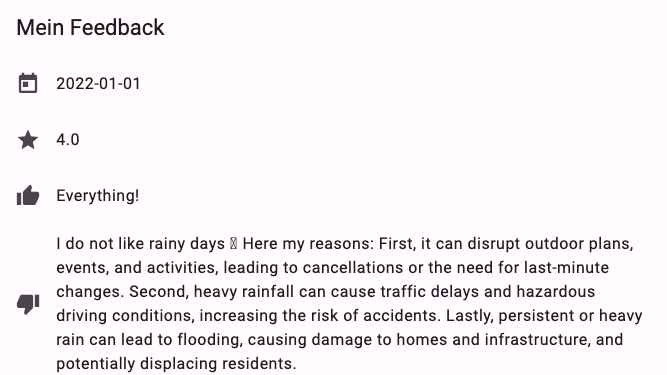 Mein Feedback
2022-01-01
4.0
Everything!
I do not like rainy days Here my reasons: First, it can disrupt outdoor plans,
events, and activities, leading to cancellations or the need for last-minute
changes. Second, heavy rainfall can cause traffic delays and hazardous
driving conditions, increasing the risk of accidents. Lastly, persistent or heavy
rain can lead to flooding, causing damage to homes and infrastructure, and
potentially displacing residents.